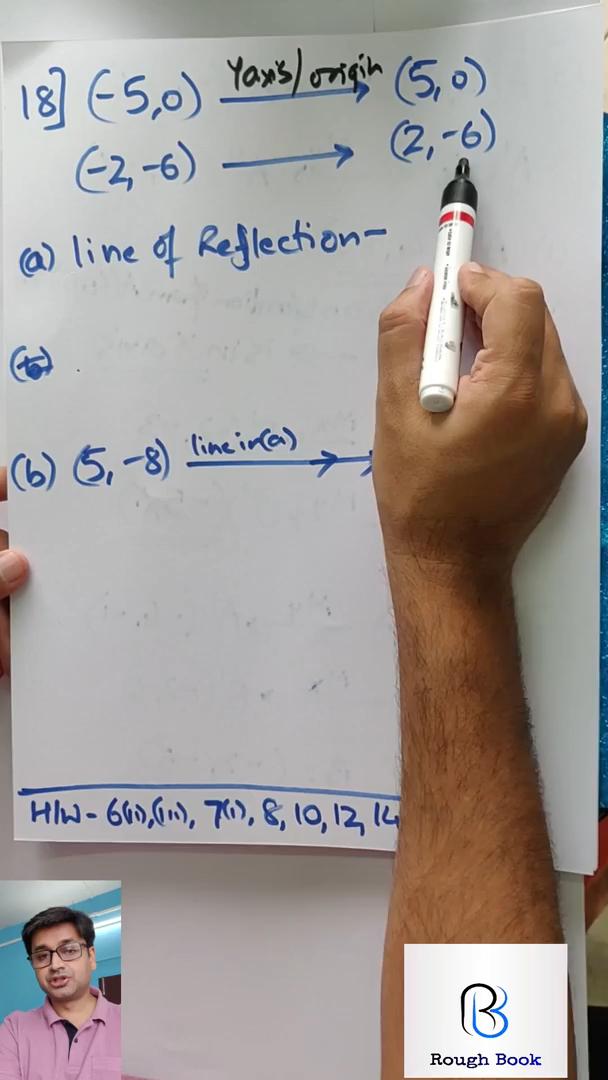 18] (-5,0) Yaxis/origin → (5,0)
(-2,-6) → (2,-6)
(a) line of Reflection-
(b) (5,-8) line in (a)
H/W - 6(ii),(iii), 7(i), 8, 10, 12, 14
Rough Book